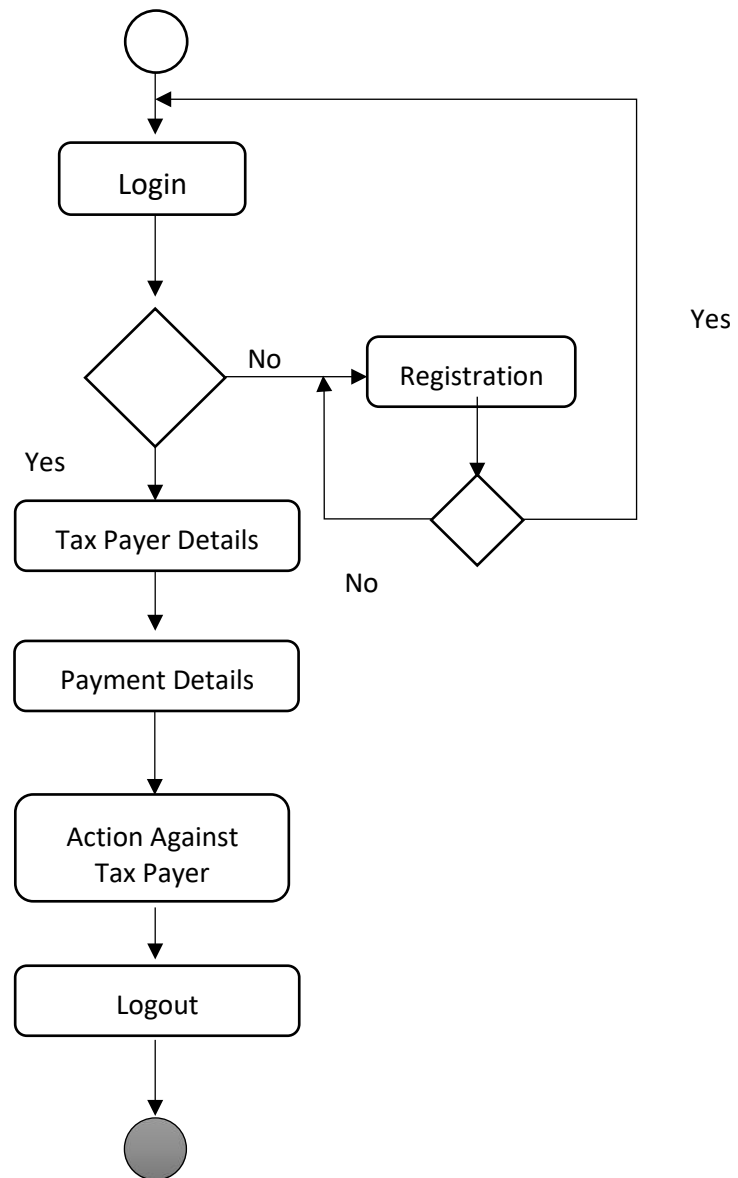 Login
Yes
No
Registration
Yes
Tax Payer Details
No
Payment Details
Action Against
Tax Payer
Logout